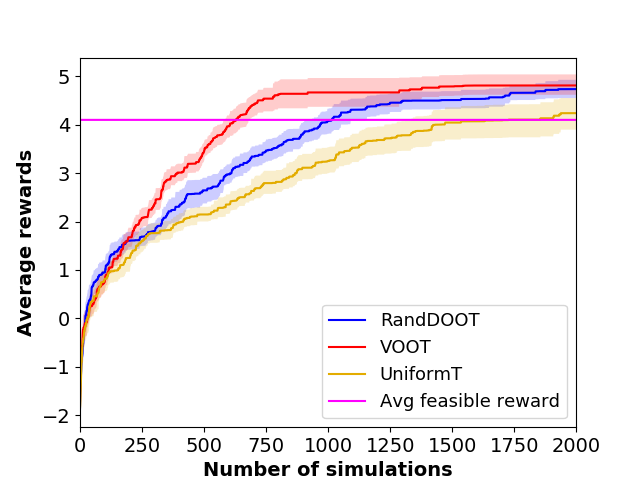 5
4
3
2
1
0
−1
−2
Average rewards
RandDOOT
VOOT
UniformT
Avg feasible reward
0 250 500 750 1000 1250 1500 1750 2000
Number of simulations